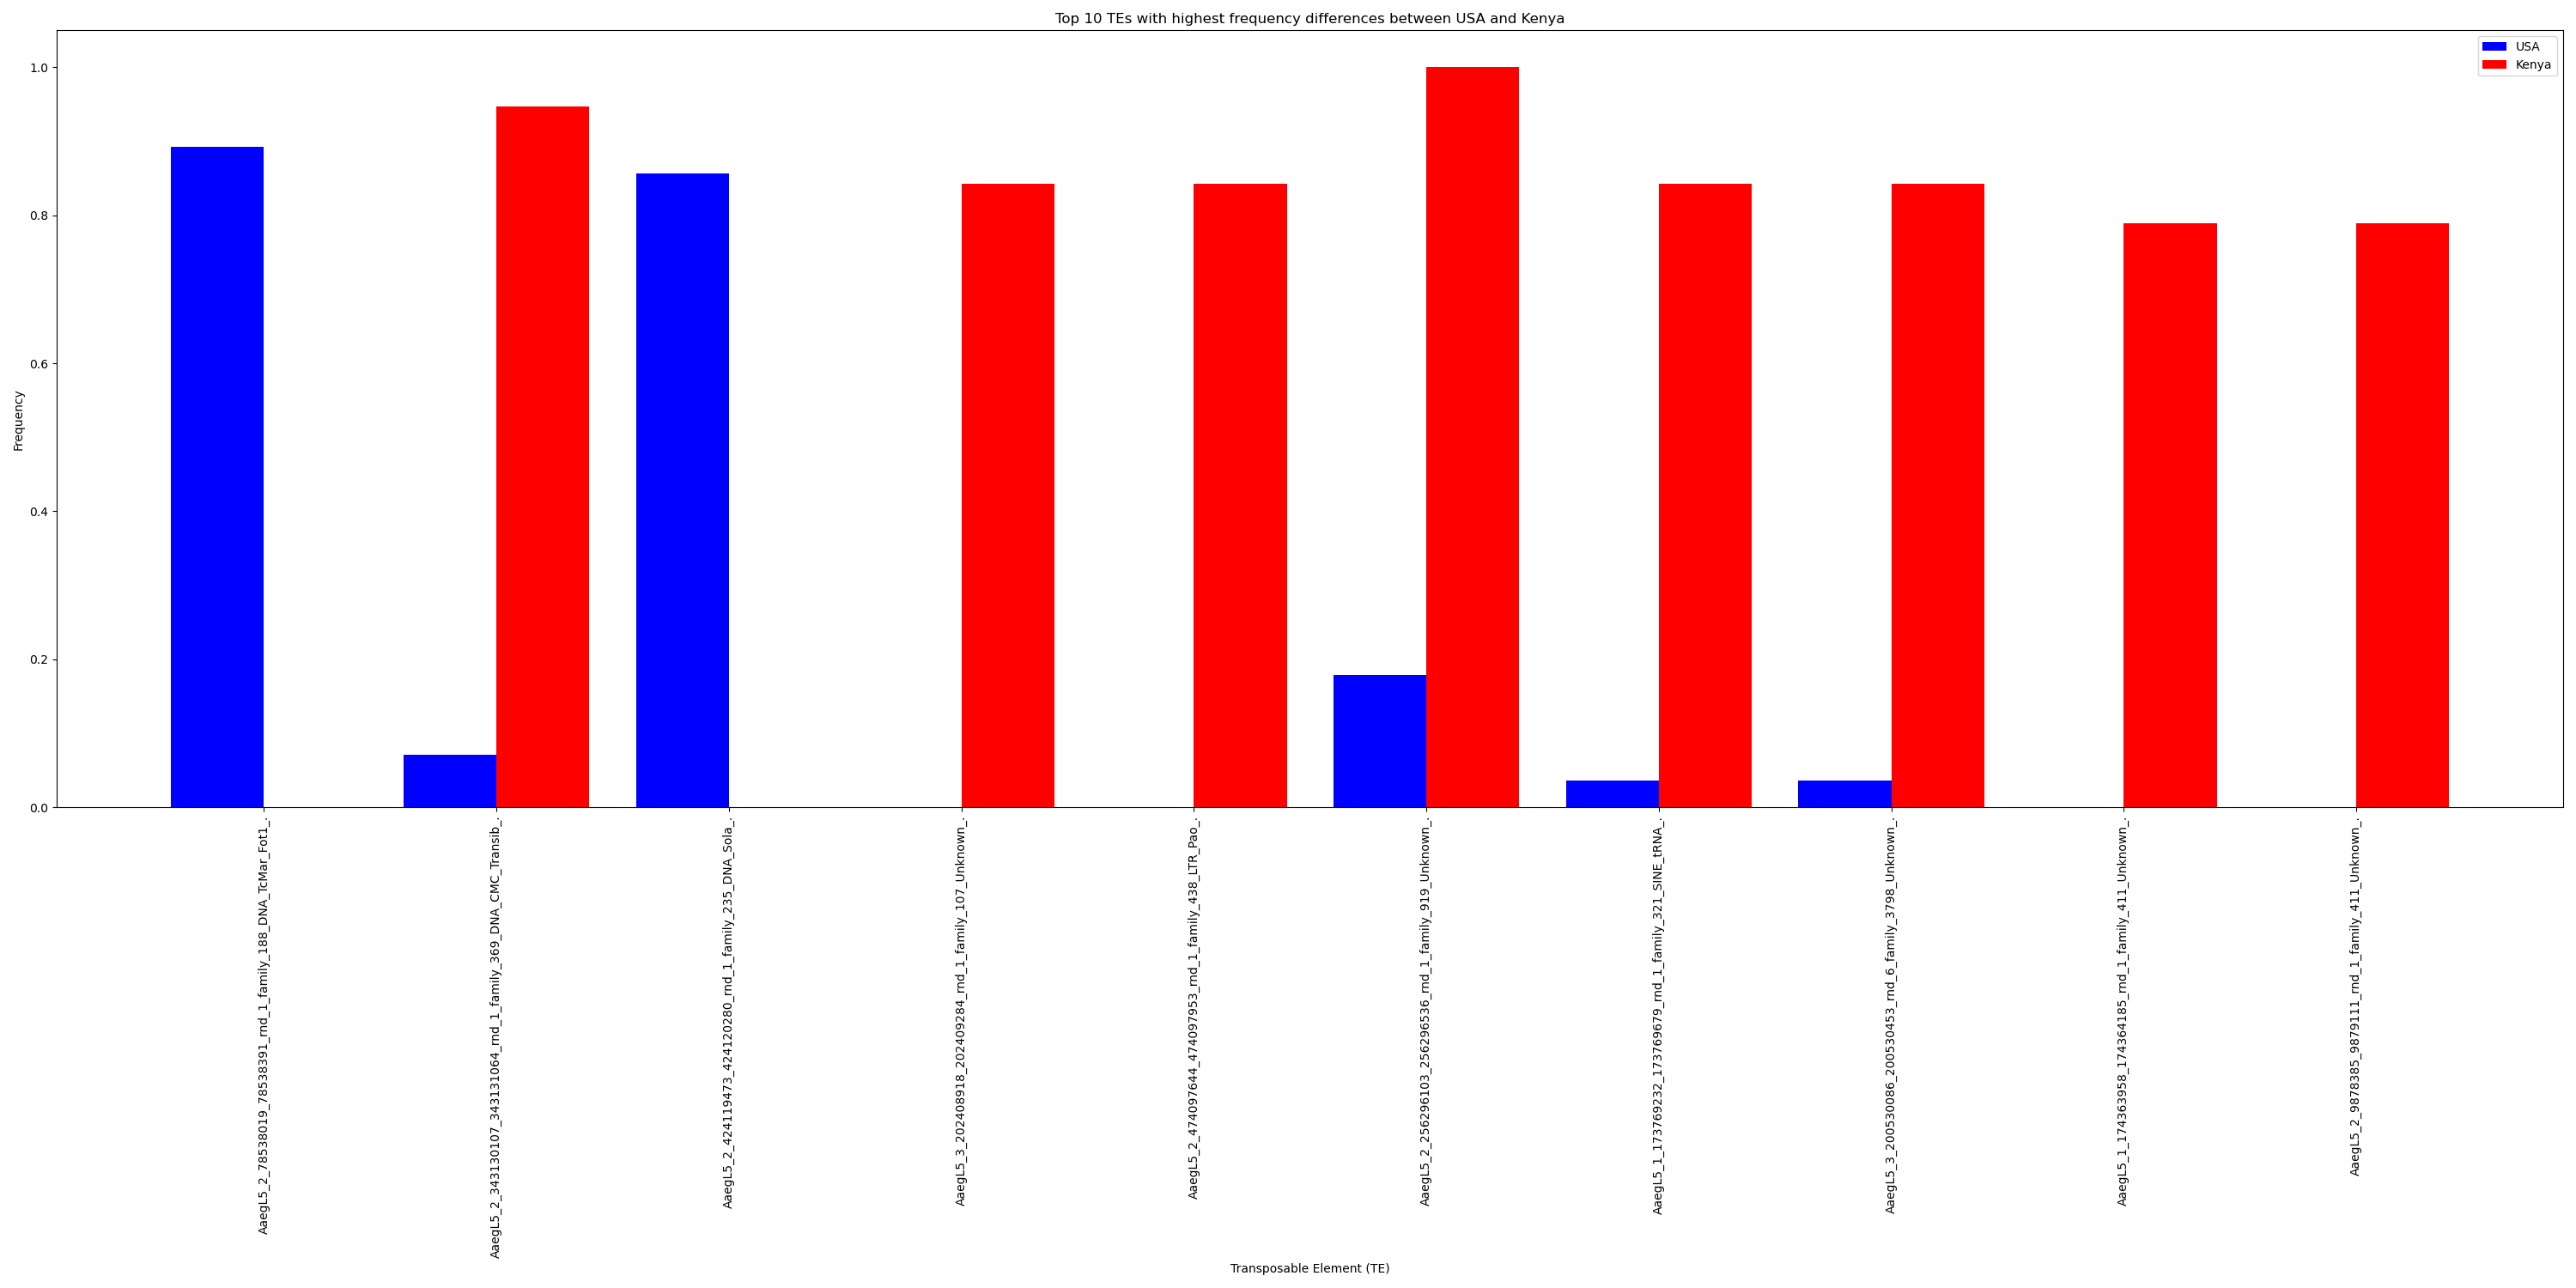 Top 10 TEs with highest frequency differences between USA and Kenya
USA
Kenya
Frequency
1.0
0.8
0.6
0.4
0.2
0.0
AaegL5_2_78538019_78538391_rnd_1_family_188_DNA_TcMar_Fot1_.
AaegL5_2_343130107_343131064_rnd_1_family_369_DNA_CMC_Transib_.
AaegL5_2_424119473_424120280_rnd_1_family_235_DNA_Sola_.
AaegL5_3_202408918_202409284_rnd_1_family_107_Unknown_.
AaegL5_2_474097644_474097953_rnd_1_family_438_LTR_Pao_.
AaegL5_2_256296103_256296536_rnd_1_family_919_Unknown_.
AaegL5_1_173769232_173769679_rnd_1_family_321_SINE_tRNA_.
AaegL5_3_200530086_200530453_rnd_6_family_3798_Unknown_.
AaegL5_1_174363958_174364185_rnd_1_family_411_Unknown_.
AaegL5_2_9878385_9879111_rnd_1_family_411_Unknown_.
Transposable Element (TE)